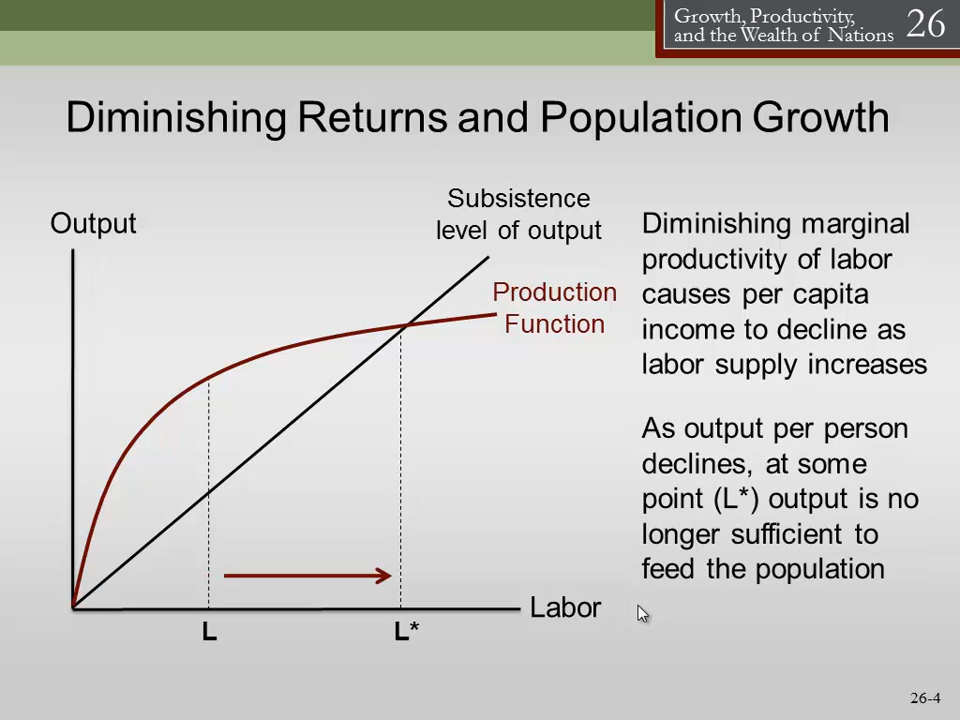 Growth, Productivity,
and the Wealth of Nations
26
Diminishing Returns and Population Growth
Output
Subsistence
level of output
Production
Function
Labor
L
L*
Diminishing marginal
productivity of labor
causes per capita
income to decline as
labor supply increases
As output per person
declines, at some
point (L*) output is no
longer sufficient to
feed the population
26-4